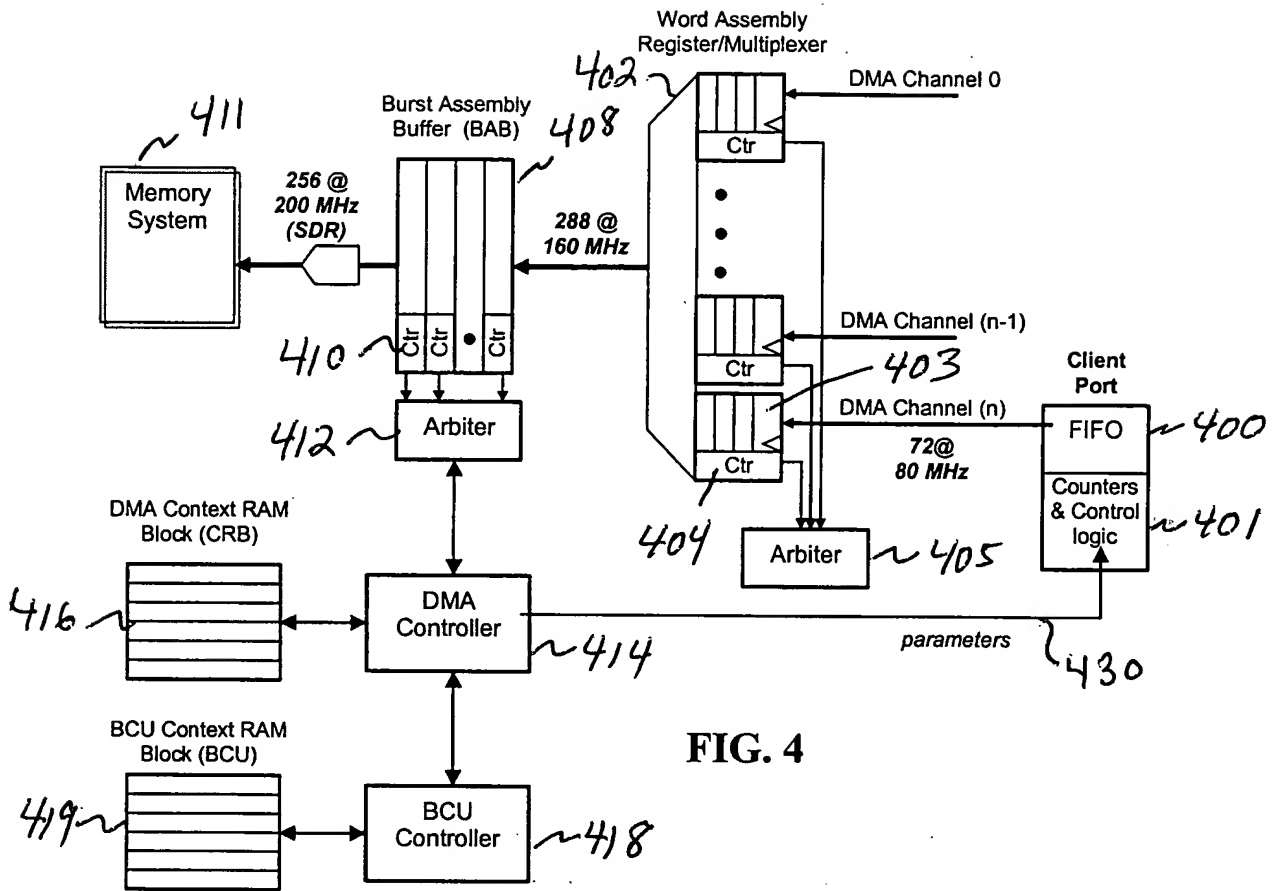 Word Assembly
Register/Multiplexer
402
DMA Channel 0
Ctr
411
Burst Assembly
Buffer (BAB)
408
Memory
System
256 @
200 MHz
(SDR)
288 @
160 MHz
410
Ctr
Ctr
Ctr
DMA Channel (n-1)
Ctr
403
Client
Port
DMA Channel (n)
FIFO
400
72@
80 MHz
Ctr
404
Counters
& Control
logic
401
412
Arbiter
Arbiter
405
DMA Context RAM
Block (CRB)
416
DMA
Controller
414
parameters
430
BCU Context RAM
Block (BCU)
FIG. 4
419
BCU
Controller
418